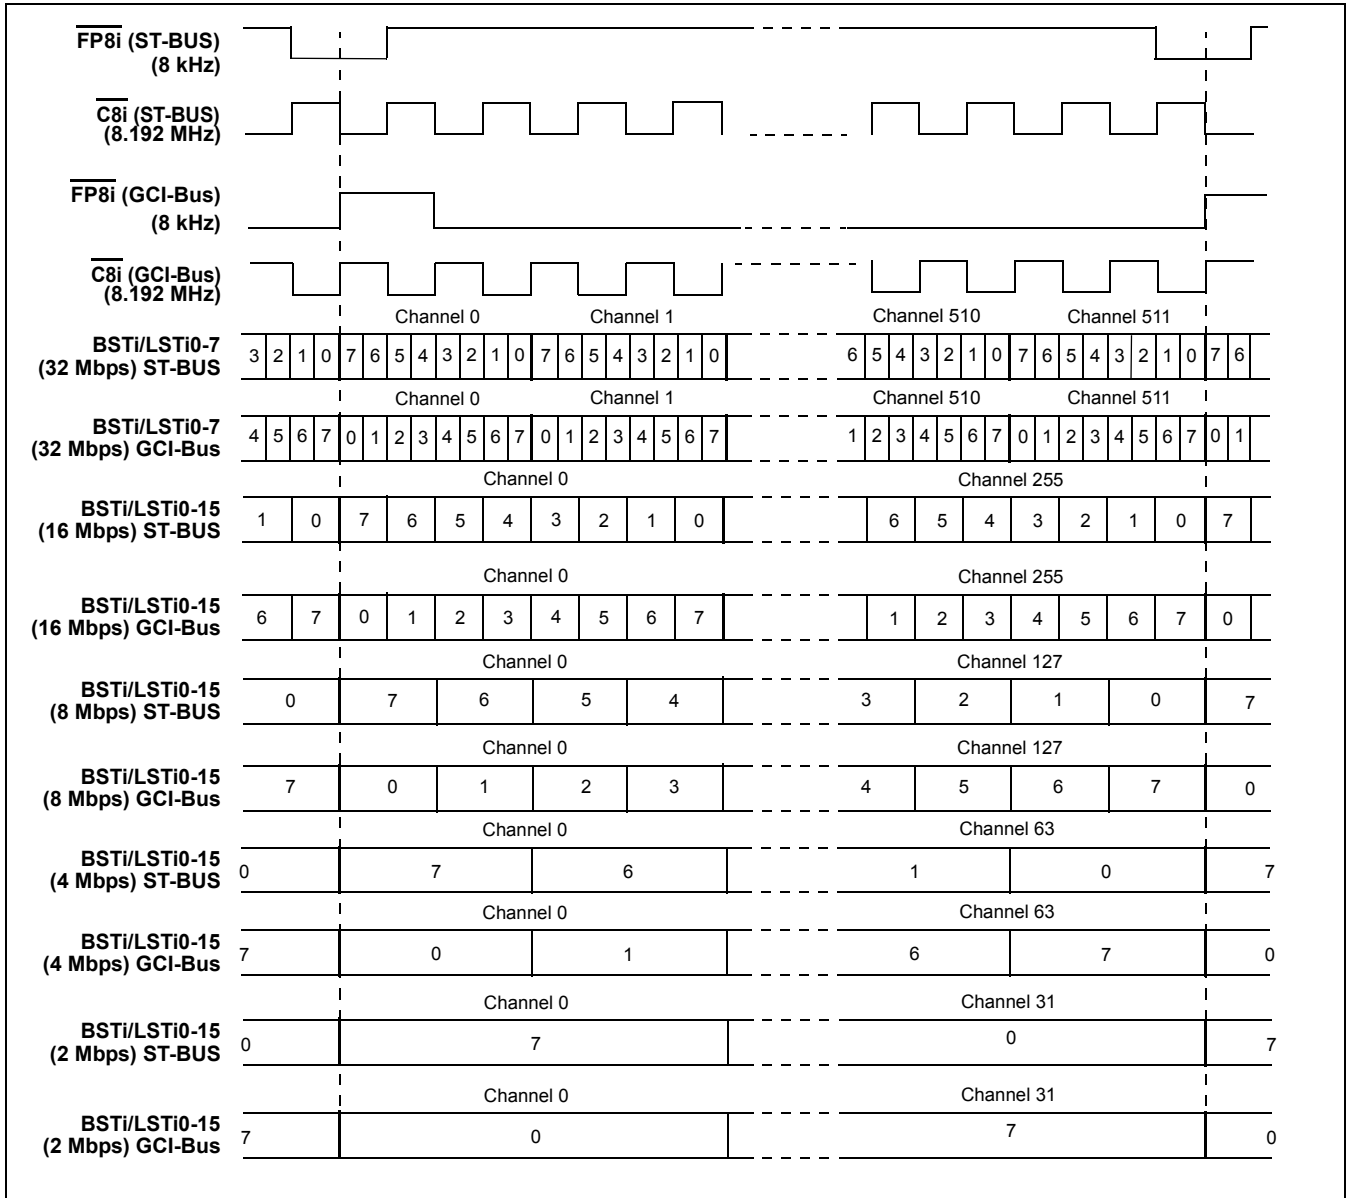 FP8i (ST-BUS)
(8 kHz)
C8i (ST-BUS)
(8.192 MHz)
FP8i (GCI-Bus)
(8 kHz)
C8i (GCI-Bus)
(8.192 MHz)
Channel 0 Channel 1 Channel 510 Channel 511
BSTi/LSTi0-7
(32 Mbps) ST-BUS
3 2 1 0 7 6 5 4 3 2 1 0 7 6 5 4 3 2 1 0 6 5 4 3 2 1 0 7 6 5 4 3 2 1 0 7 6
Channel 0 Channel 1 Channel 510 Channel 511
BSTi/LSTi0-7
(32 Mbps) GCI-Bus
4 5 6 7 0 1 2 3 4 5 6 7 0 1 2 3 4 5 6 7 1 2 3 4 5 6 7 0 1 2 3 4 5 6 7 0 1
Channel 0 Channel 255
BSTi/LSTi0-15
(16 Mbps) ST-BUS
1 0 7 6 5 4 3 2 1 0 6 5 4 3 2 1 0 7
Channel 0 Channel 255
BSTi/LSTi0-15
(16 Mbps) GCI-Bus
6 7 0 1 2 3 4 5 6 7 1 2 3 4 5 6 7 0
Channel 0 Channel 127
BSTi/LSTi0-15
(8 Mbps) ST-BUS
0 7 6 5 4 3 2 1 0 7
Channel 0 Channel 127
BSTi/LSTi0-15
(8 Mbps) GCI-Bus
7 0 1 2 3 4 5 6 7 0
Channel 0 Channel 63
BSTi/LSTi0-15
(4 Mbps) ST-BUS
0 7 6 1 0 7
Channel 0 Channel 63
BSTi/LSTi0-15
(4 Mbps) GCI-Bus
7 0 1 6 7 0
Channel 0 Channel 31
BSTi/LSTi0-15
(2 Mbps) ST-BUS
0 7 0 7
Channel 0 Channel 31
BSTi/LSTi0-15
(2 Mbps) GCI-Bus
7 0 7 0